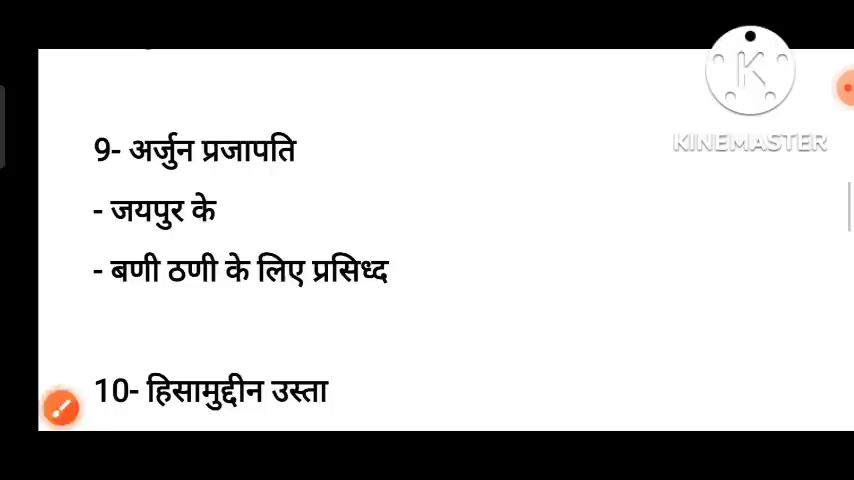 KINEMASTER
9- अर्जुन प्रजापति
- जयपुर के
- बणी ठणी के लिए प्रसिध्द
10- हिसामुद्दीन उस्ता